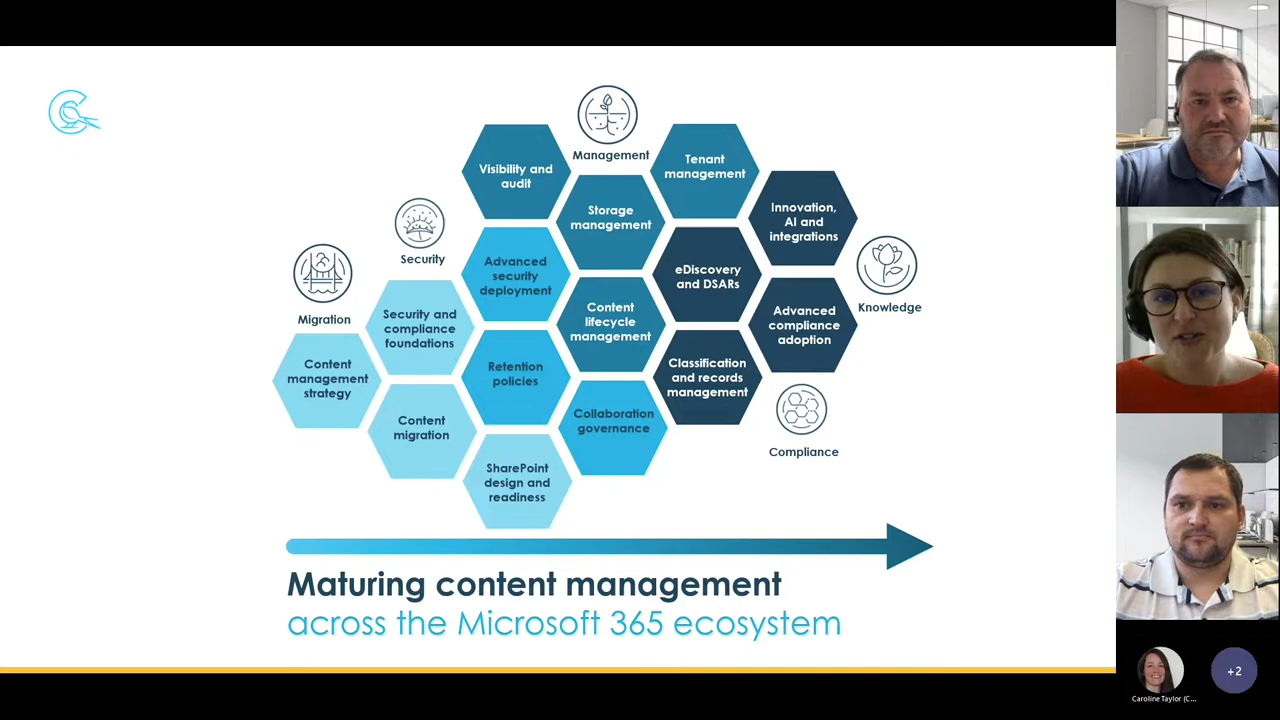 Management
Visibility and
audit
Tenant
management
Storage
management
Innovation,
AI and
integrations
Security
Advanced
security
deployment
eDiscovery
and DSARs
Knowledge
Migration
Security and
compliance
foundations
Content
lifecycle
management
Advanced
compliance
adoption
Content
management
strategy
Retention
policies
Classification
and records
management
Content
migration
Collaboration
governance
Compliance
SharePoint
design and
readiness
Maturing content management
across the Microsoft 365 ecosystem
+2
Caroline Taylor (C...